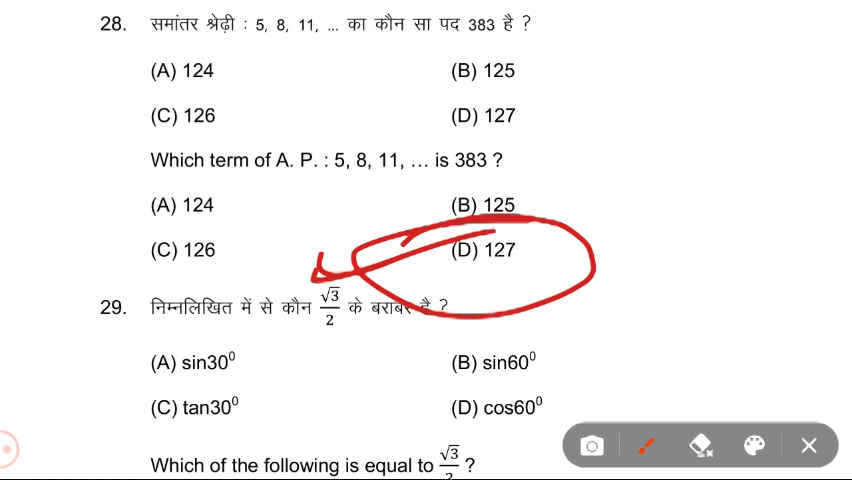 28. समांतर श्रेढ़ी : 5, 8, 11, ... का कौन सा पद 383 है ?
(A) 124 (B) 125
(C) 126 (D) 127
Which term of A. P. : 5, 8, 11, … is 383 ?
(A) 124 (B) 125
(C) 126 (D) 127
29. निम्नलिखित में से कौन √3/2 के बराबर है ?
(A) sin30⁰ (B) sin60⁰
(C) tan30⁰ (D) cos60⁰
Which of the following is equal to √3/2 ?